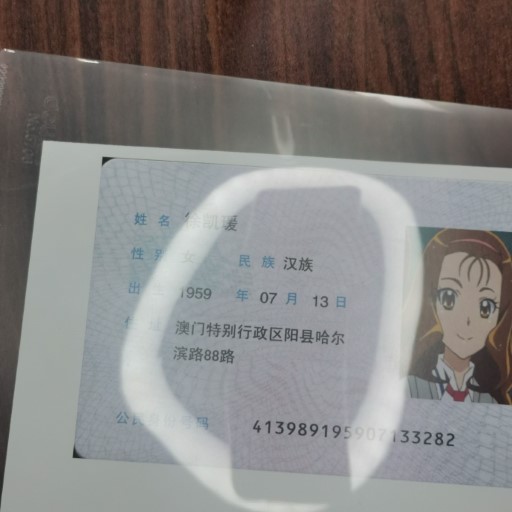 姓名 徐凯瑗
性别 女 民族 汉族
出生 1959 年 07 月 13 日
住址 澳门特别行政区阳县哈尔
滨路88路
公民身份号码 413989195907133282